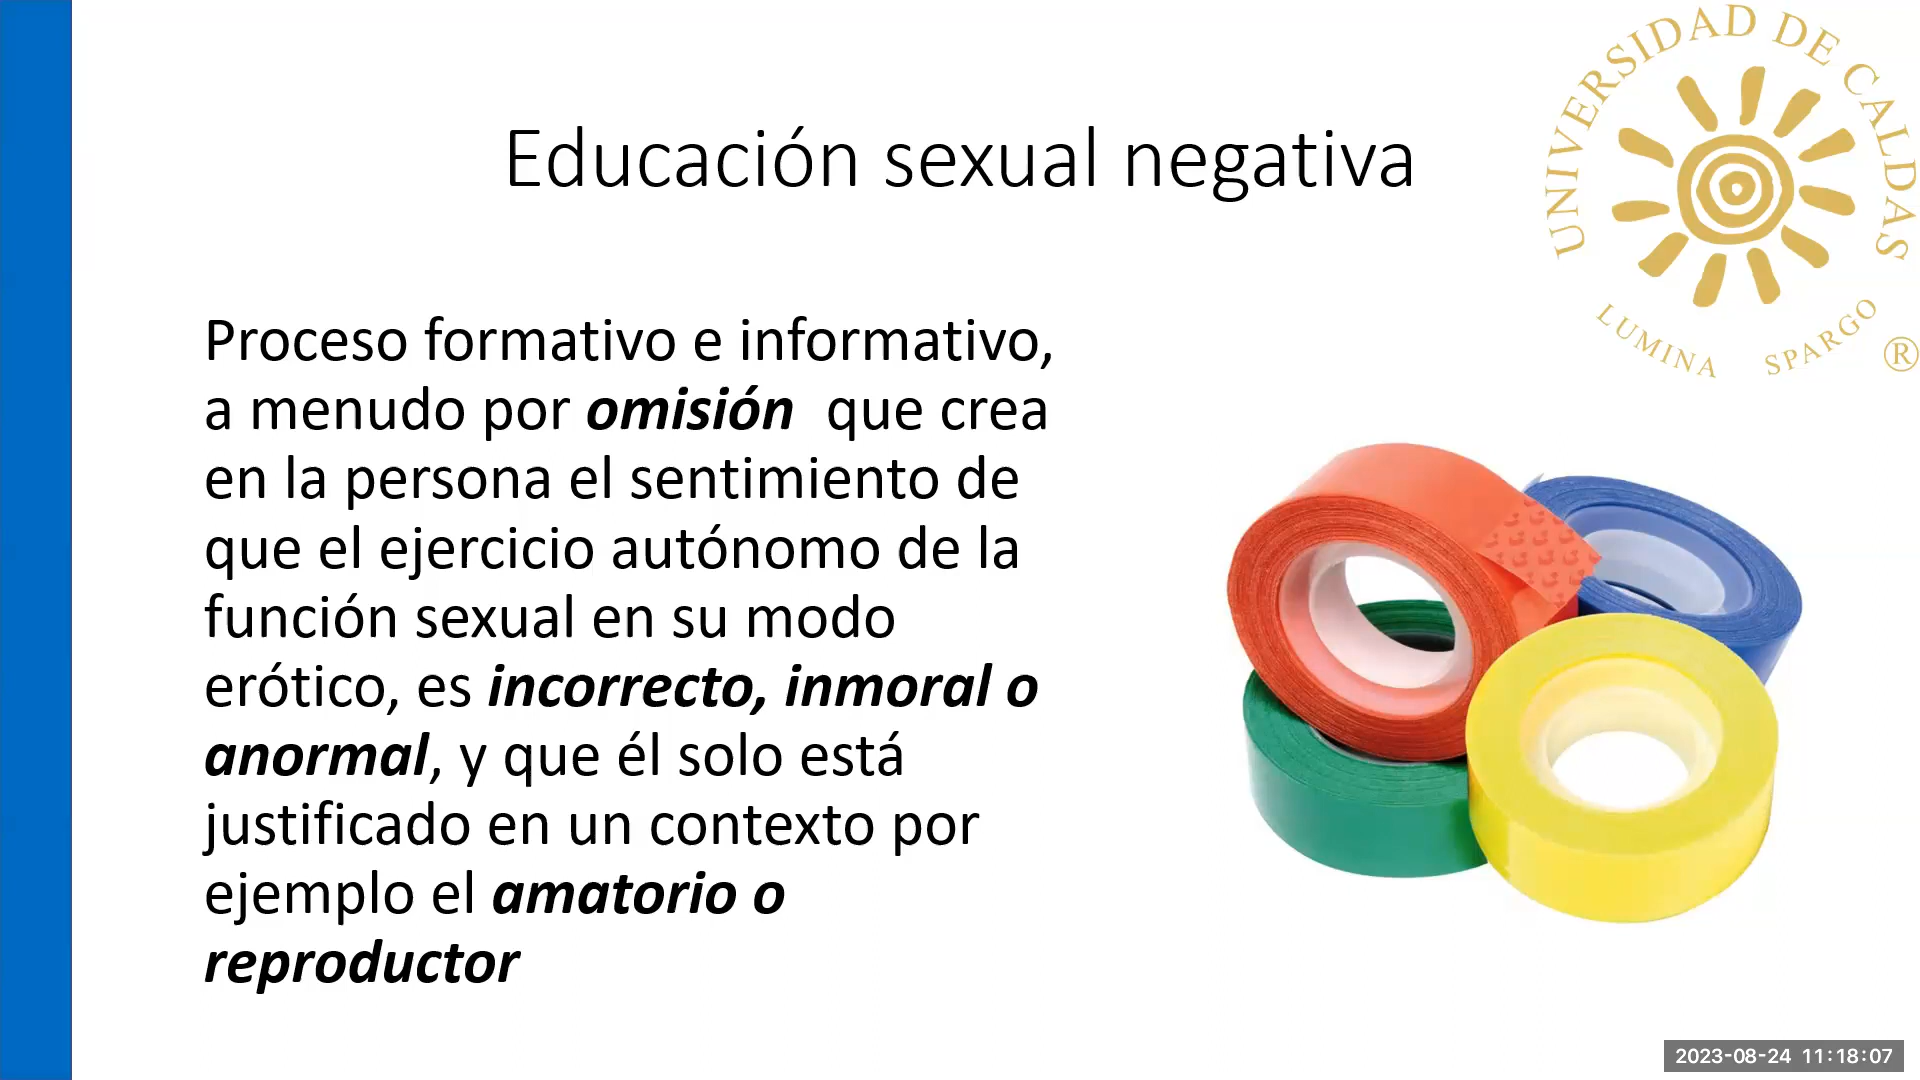 UNIVERSIDAD DE CALDAS
Educación sexual negativa
LUMINA SPARGO
®
Proceso formativo e informativo,
a menudo por omisión que crea
en la persona el sentimiento de
que el ejercicio autónomo de la
función sexual en su modo
erótico, es incorrecto, inmoral o
anormal, y que él solo está
justificado en un contexto por
ejemplo el amatorio o
reproductor
2023-08-24 11:18:07